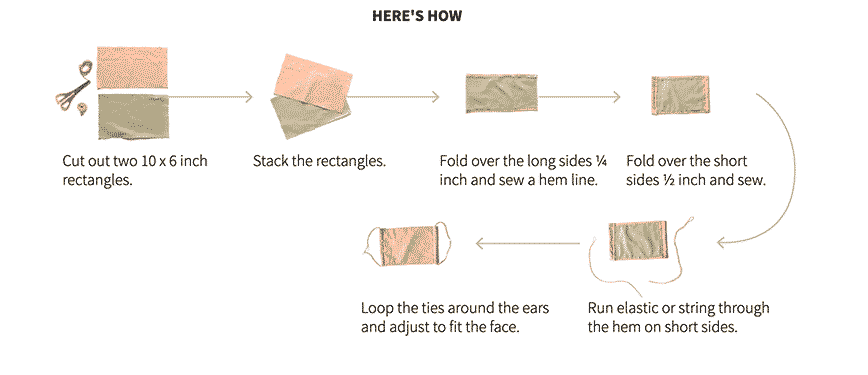 HERE'S HOW
Cut out two 10 x 6 inch
rectangles.
Stack the rectangles.
Fold over the long sides ¼
inch and sew a hem line.
Fold over the short
sides ½ inch and sew.
Run elastic or string through
the hem on short sides.
Loop the ties around the ears
and adjust to fit the face.